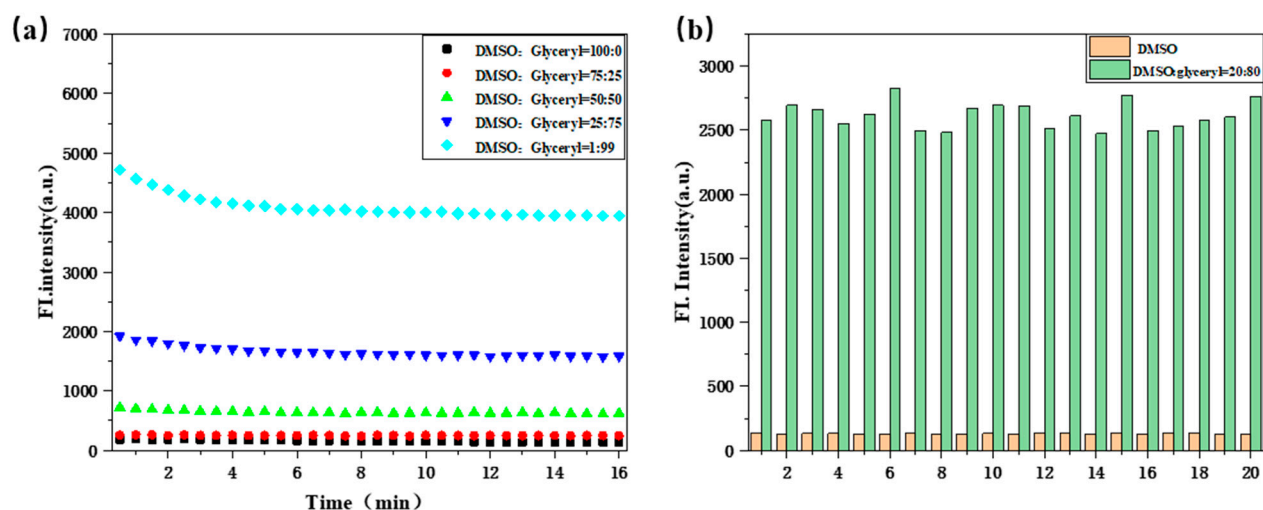 (a)
7000
6000
5000
4000
3000
2000
1000
0
FI.intensity(a.u.)
DMSO：Glyceryl=100:0
DMSO：Glyceryl=75:25
DMSO：Glyceryl=50:50
DMSO：Glyceryl=25:75
DMSO：Glyceryl=1:99
2 4 6 8 10 12 14 16
Time（min）
(b)
3000
2500
2000
1500
1000
500
0
FI. Intensity(a.u.)
DMSO
DMSO:glyceryl=20:80
2 4 6 8 10 12 14 16 18 20